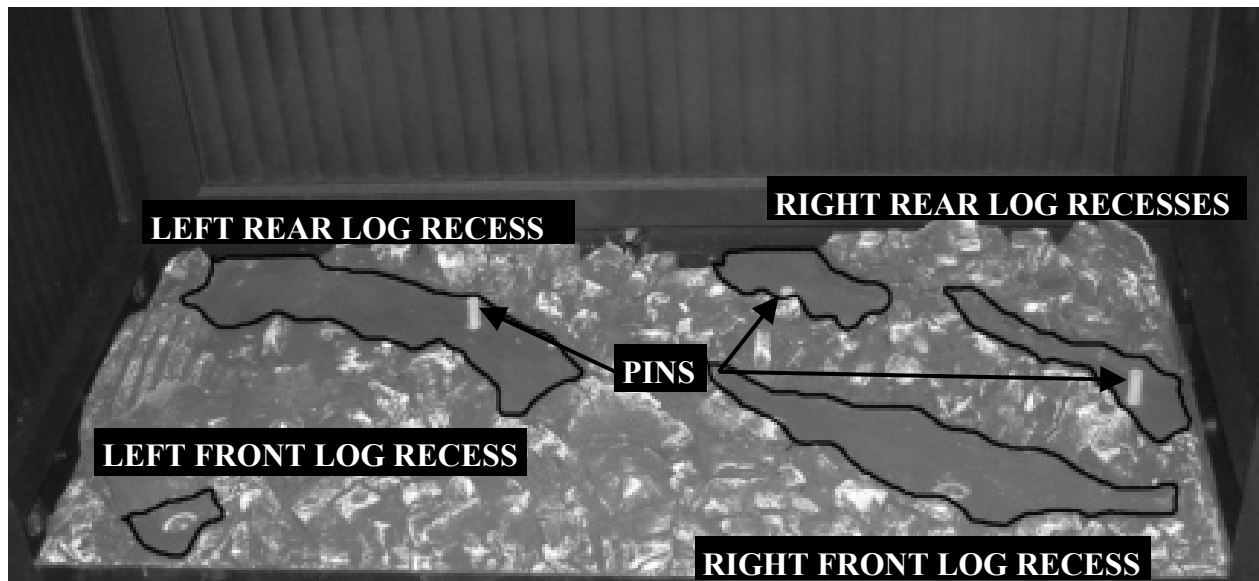 RIGHT REAR LOG RECESSES
LEFT REAR LOG RECESS
PINS
LEFT FRONT LOG RECESS
RIGHT FRONT LOG RECESS